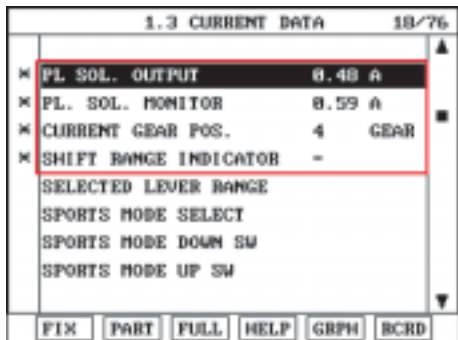 1.3 CURRENT DATA 18/76
× PL SOL. OUTPUT 0.48 A
× PL. SOL. MONITOR 0.59 A
× CURRENT GEAR POS. 4 GEAR
× SHIFT RANGE INDICATOR -
SELECTED LEVER RANGE
SPORTS MODE SELECT
SPORTS MODE DOWN SW
SPORTS MODE UP SW
FIX PART FULL HELP GRPH RCRD